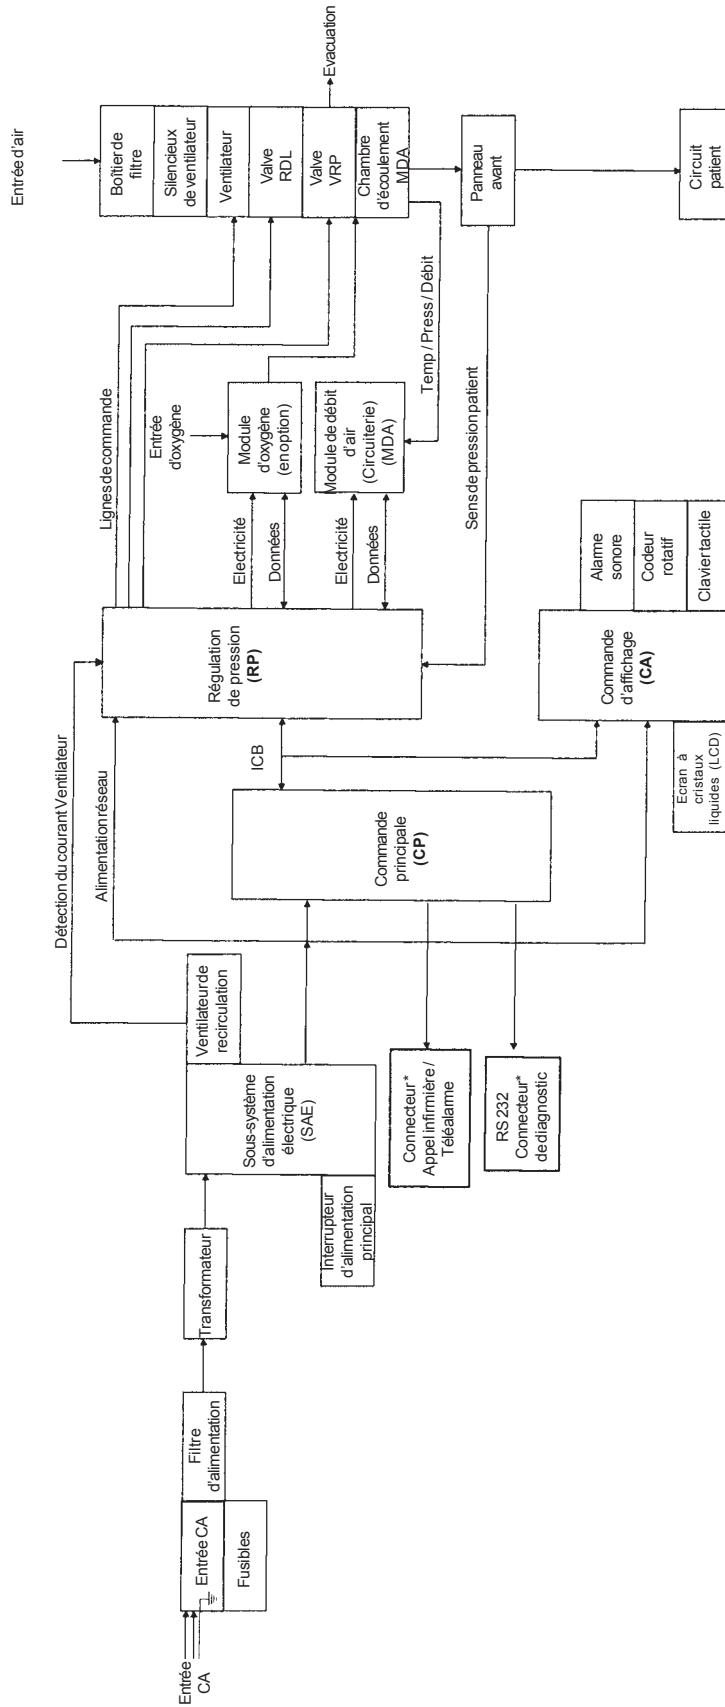 Entrée d'air
Boîtier de
filtre
Silencieux
de ventilateur
Ventilateur
Valve
RDL
Valve
VRP
Chambre
d'écoulement
MDA
Evacuation
Panneau
avant
Circuit
patient
Lignes de commande
Entrée
d'oxygène
Module
d'oxygène
(en option)
Module de débit
d'air
(Circuiterie)
(MDA)
Temp / Press / Débit
Sens de pression patient
Electricité
Données
Electricité
Données
Régulation
de pression
(RP)
Alarme
sonore
Codeur
rotatif
Clavier tactile
Commande
d'affichage
(CA)
Ecran à
cristaux
liquides (LCD)
Détection du courant Ventilateur
Alimentation réseau
ICB
Commande
principale
(CP)
Ventilateur de
recirculation
Sous-système
d'alimentation
électrique
(SAE)
Interrupteur
d'alimentation
principal
Connecteur*
Appel infirmière /
Téléalarme
RS 232
Connecteur*
de diagnostic
Transformateur
Filtre
d'alimentation
Entrée CA
Fusibles
Entrée
CA